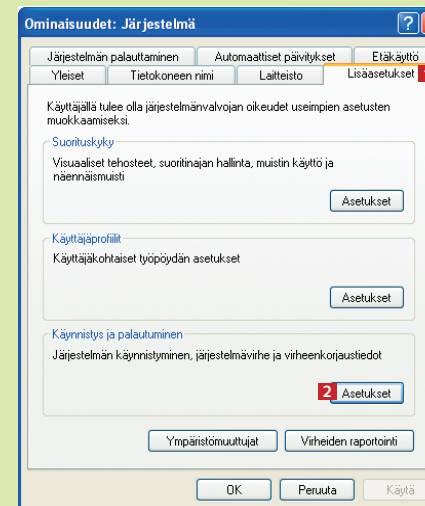 Ominaisuudet: Järjestelmä
Järjestelmän palauttaminen Automaattiset päivitykset Etäkäyttö
Yleiset Tietokoneen nimi Laitteisto Lisäasetukset
Käyttäjällä tulee olla järjestelmänvalvojan oikeudet useimpien asetusten
muokkaamiseksi.
Suorituskyky
Visuaaliset tehosteet, suoritinajan hallinta, muistin käyttö ja
näennäismuisti
Asetukset
Käyttäjäprofiilit
Käyttäjäkohtaiset työpöydän asetukset
Asetukset
Käynnistys ja palautuminen
Järjestelmän käynnistyminen, järjestelmävirhe ja virheenkorjaustiedot
2 Asetukset
Ympäristömuuttujat Virheiden raportointi
OK Peruuta Käytä